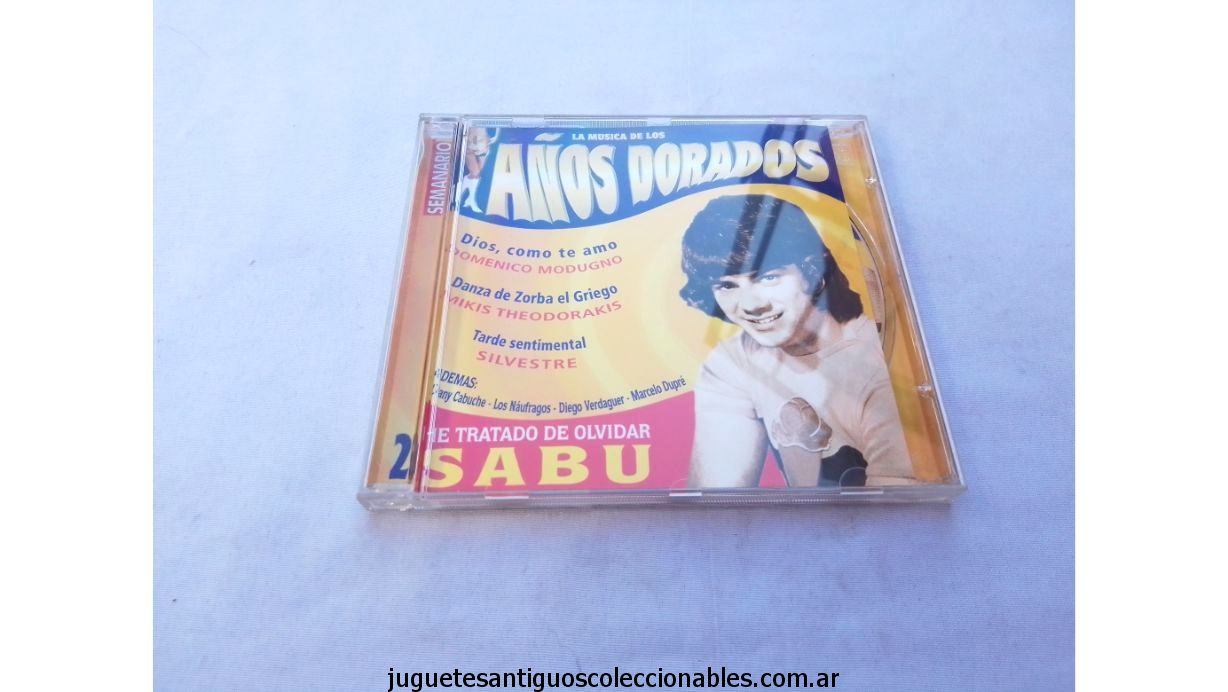 SEMANARIO
LA MUSICA DE LOS
AÑOS DORADOS
Dios, como te amo
DOMENICO MODUGNO
Danza de Zorba el Griego
MIKIS THEODORAKIS
Tarde sentimental
SILVESTRE
ADEMAS:
Cabuche - Los Náufragos - Diego Verdaguer - Marcelo Dupré
HE TRATADO DE OLVIDAR
2
SABU
juguetesantiguoscoleccionables.com.ar